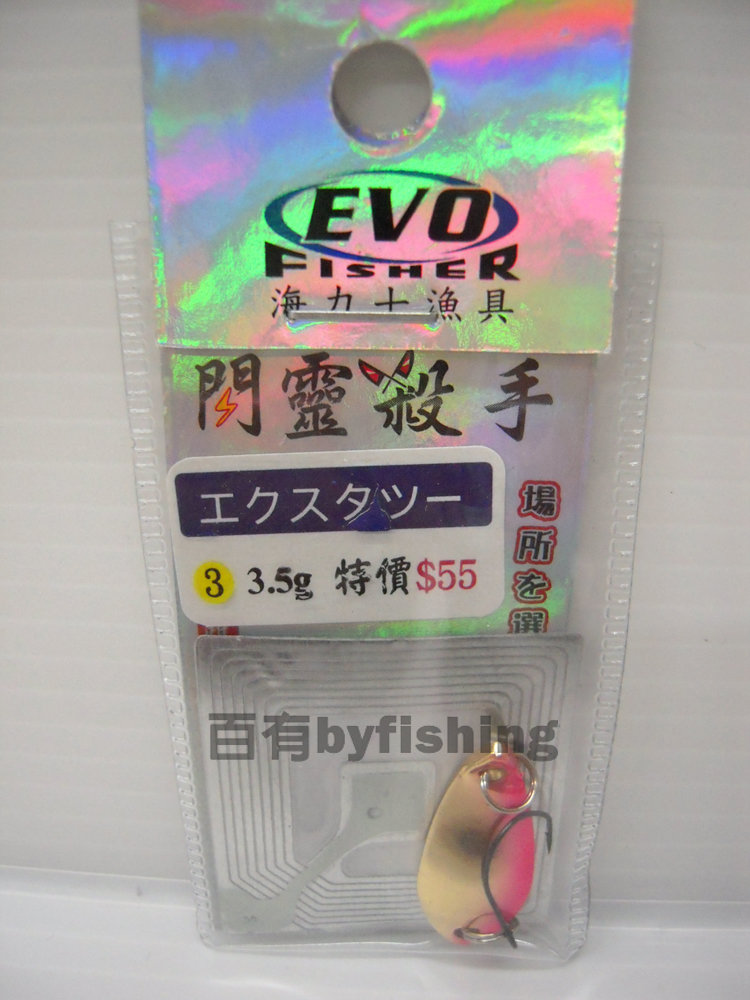 EVO
FISHER
海力士漁具
閃靈殺手
エクスタツー
3 3.5g 特價$55
場所を選
百有byfishing